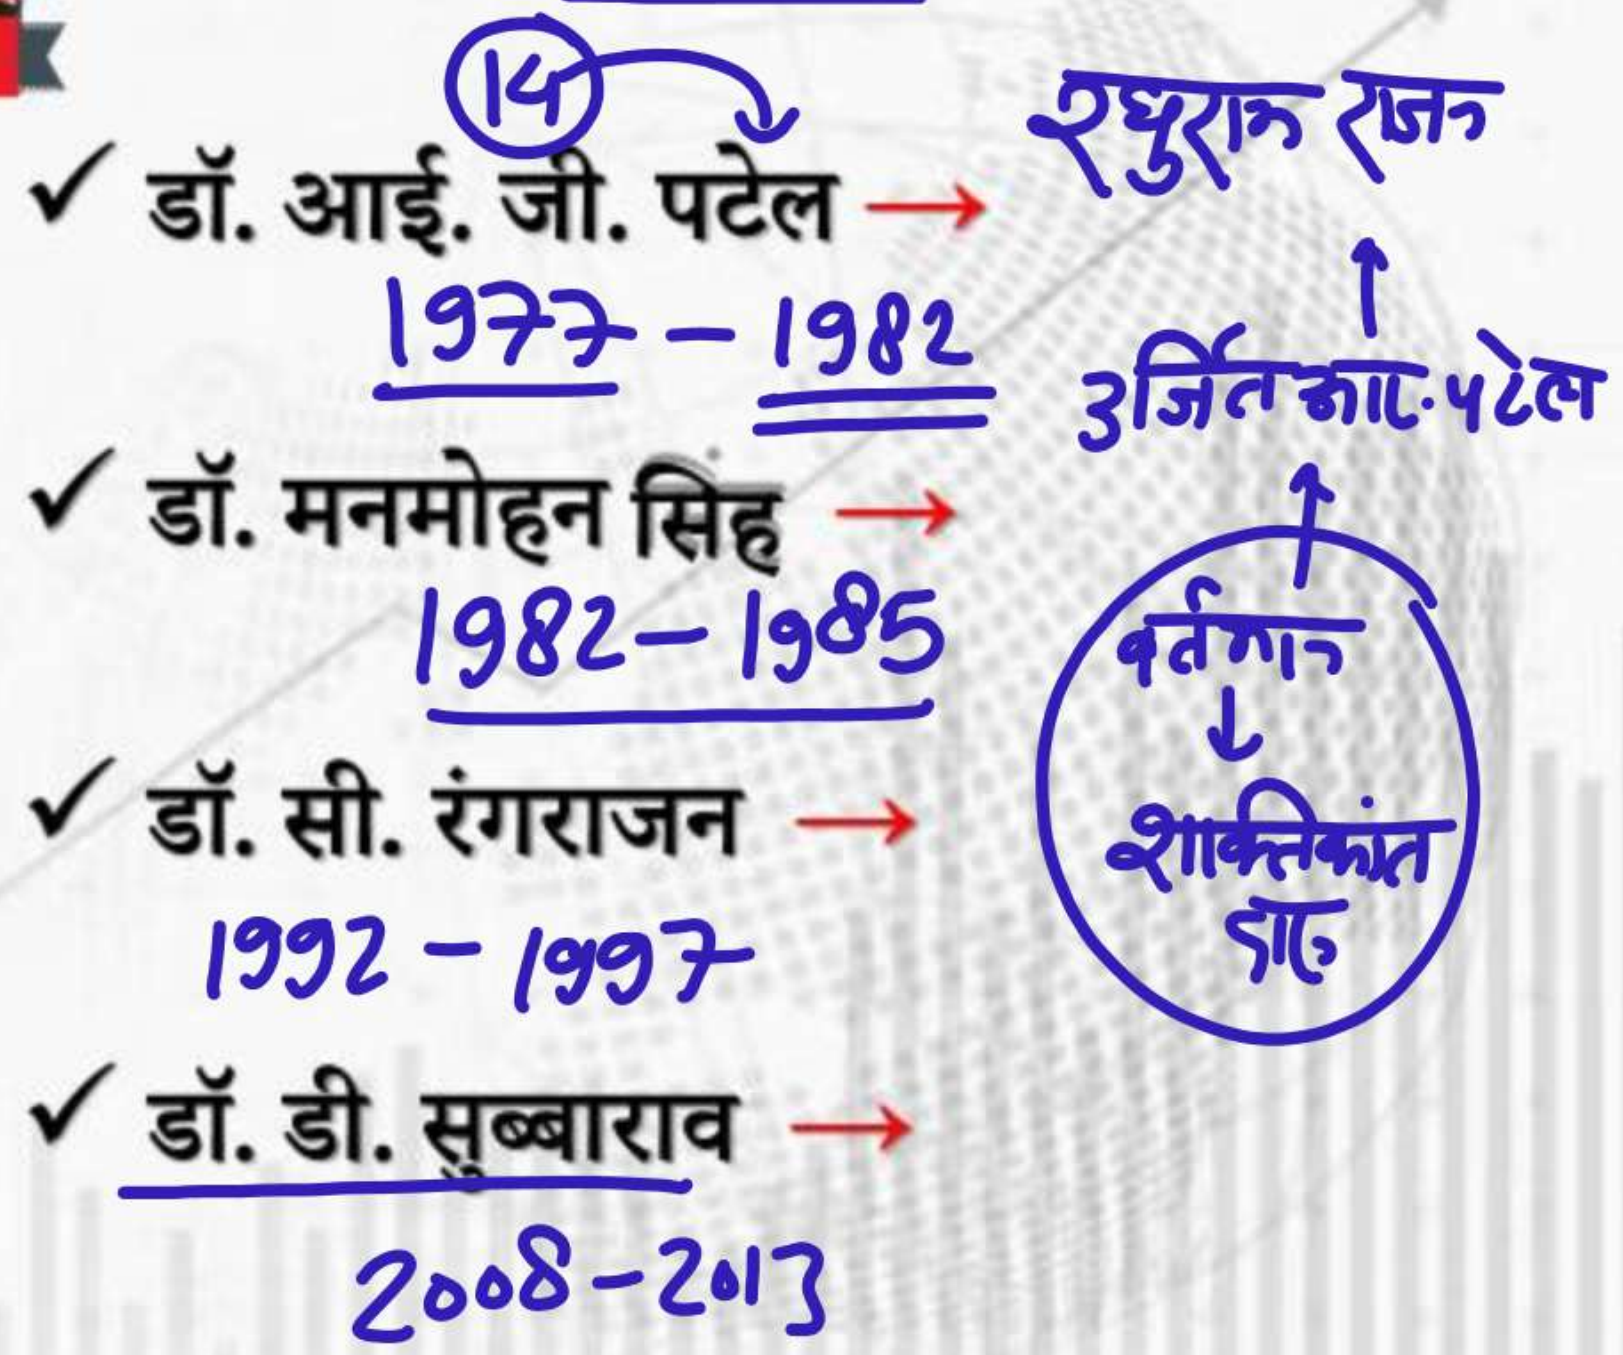 14
डॉ. आई. जी. पटेल →
1977 - 1982
डॉ. मनमोहन सिंह →
1982 - 1985
डॉ. सी. रंगराजन →
1992 - 1997
डॉ. डी. सुब्बाराव →
2008 - 2013
रघुराम राजन
↑
उर्जित आर. पटेल
↑
वर्तमान
↓
शक्तिकांत
दास